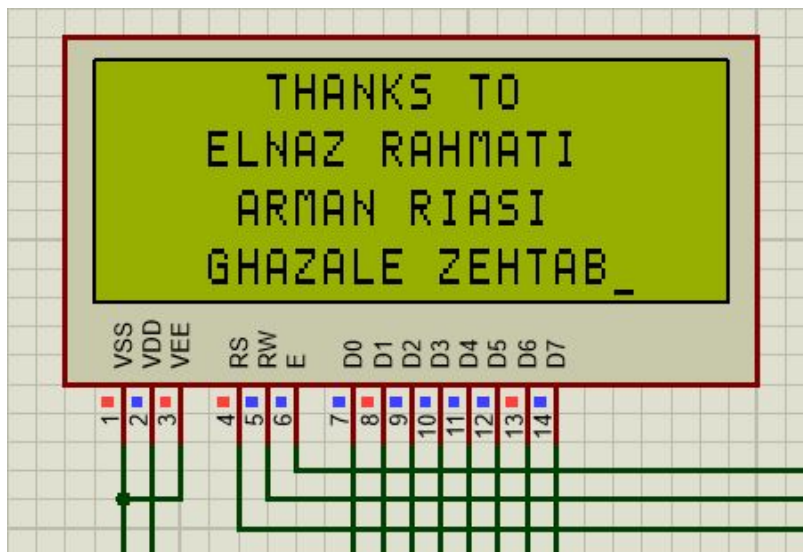 THANKS TO
ELNAZ RAHMATI
ARMAN RIASI
GHAZALE ZEHTAB_
VSS VDD VEE RS RW E D0 D1 D2 D3 D4 D5 D6 D7
1 2 3 4 5 6 7 8 9 10 11 12 13 14